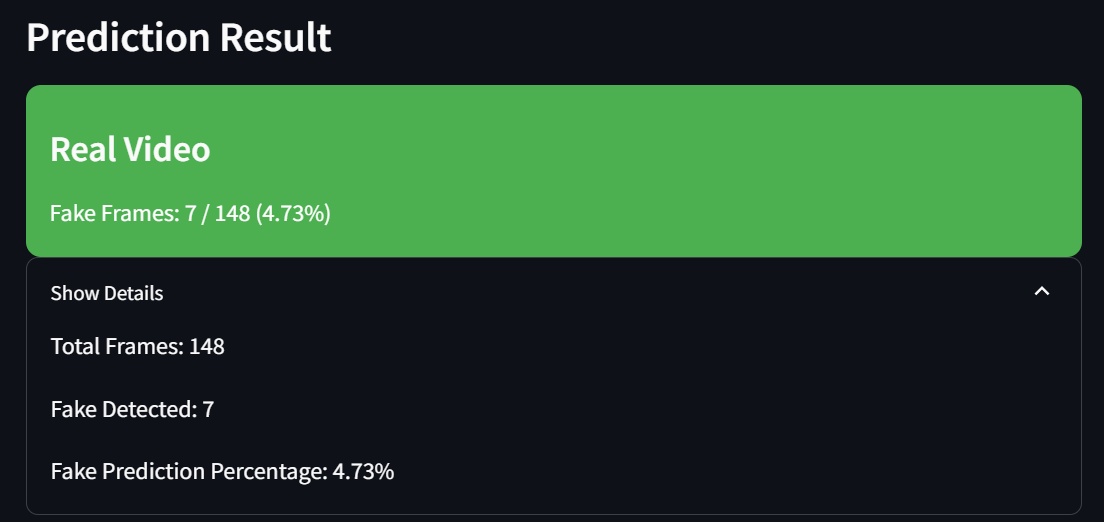 Prediction Result
Real Video
Fake Frames: 7 / 148 (4.73%)
Show Details
Total Frames: 148
Fake Detected: 7
Fake Prediction Percentage: 4.73%